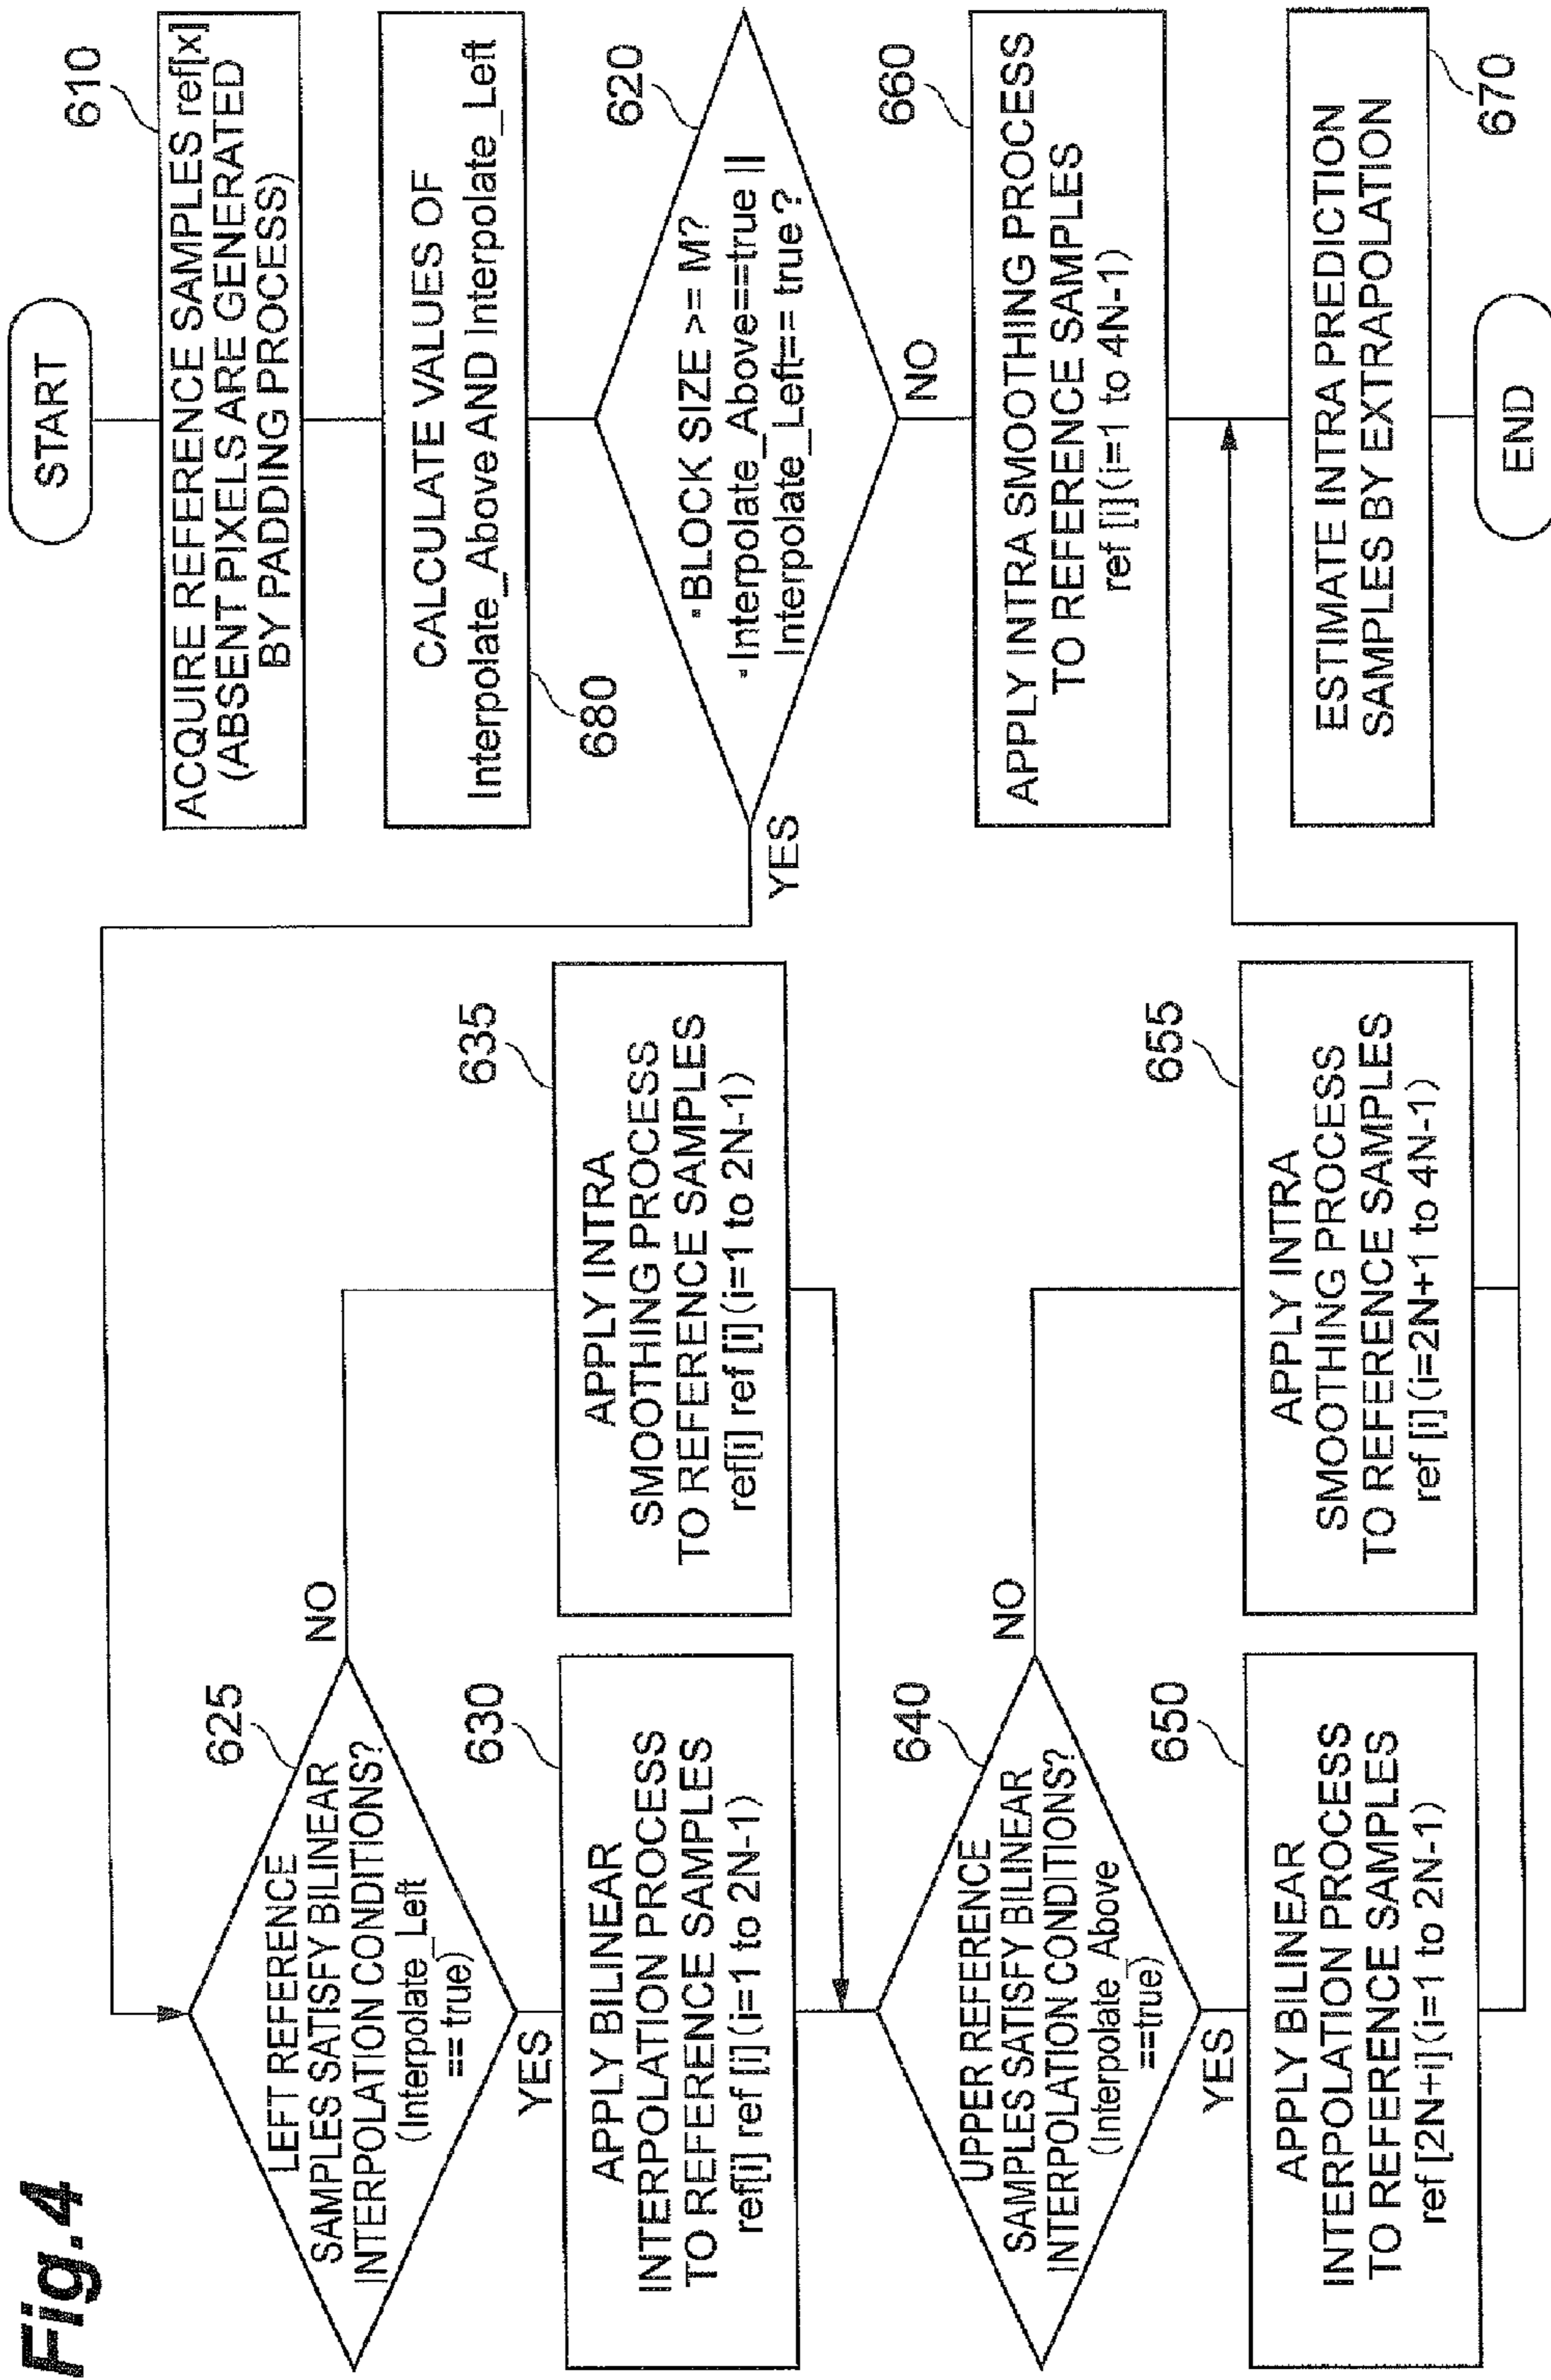 Fig.4
START
610
ACQUIRE REFERENCE SAMPLES ref[x]
(ABSENT PIXELS ARE GENERATED
BY PADDING PROCESS)
CALCULATE VALUES OF
Interpolate_Above AND Interpolate_Left
680
620
▪BLOCK SIZE >= M?
▪Interpolate_Above==true ||
Interpolate_Left== true ?
YES
NO
660
APPLY INTRA SMOOTHING PROCESS
TO REFERENCE SAMPLES
ref [i](i=1 to 4N-1)
ESTIMATE INTRA PREDICTION
SAMPLES BY EXTRAPOLATION
670
END
625
LEFT REFERENCE
SAMPLES SATISFY BILINEAR
INTERPOLATION CONDITIONS?
(Interpolate_Left
== true)
YES
NO
630
APPLY BILINEAR
INTERPOLATION PROCESS
TO REFERENCE SAMPLES
ref[i] ref [i](i=1 to 2N-1)
635
APPLY INTRA
SMOOTHING PROCESS
TO REFERENCE SAMPLES
ref[i] ref [i](i=1 to 2N-1)
640
UPPER REFERENCE
SAMPLES SATISFY BILINEAR
INTERPOLATION CONDITIONS?
(Interpolate_Above
==true)
YES
NO
650
APPLY BILINEAR
INTERPOLATION PROCESS
TO REFERENCE SAMPLES
ref [2N+i](i=1 to 2N-1)
655
APPLY INTRA
SMOOTHING PROCESS
TO REFERENCE SAMPLES
ref [i](i=2N+1 to 4N-1)